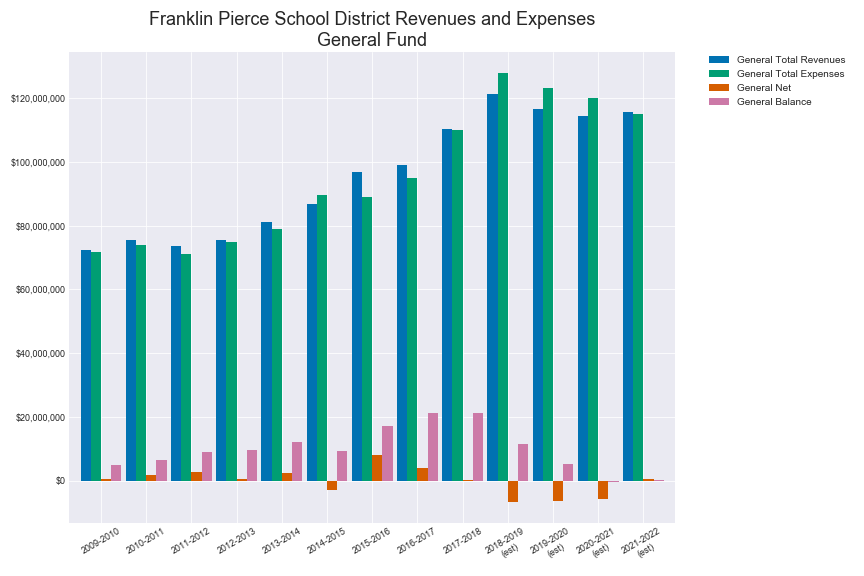 Franklin Pierce School District Revenues and Expenses
General Fund
General Total Revenues
General Total Expenses
General Net
General Balance
$120,000,000
$100,000,000
$80,000,000
$60,000,000
$40,000,000
$20,000,000
$0
2009-2010
2010-2011
2011-2012
2012-2013
2013-2014
2014-2015
2015-2016
2016-2017
2017-2018
2018-2019
(est)
2019-2020
(est)
2020-2021
(est)
2021-2022
(est)